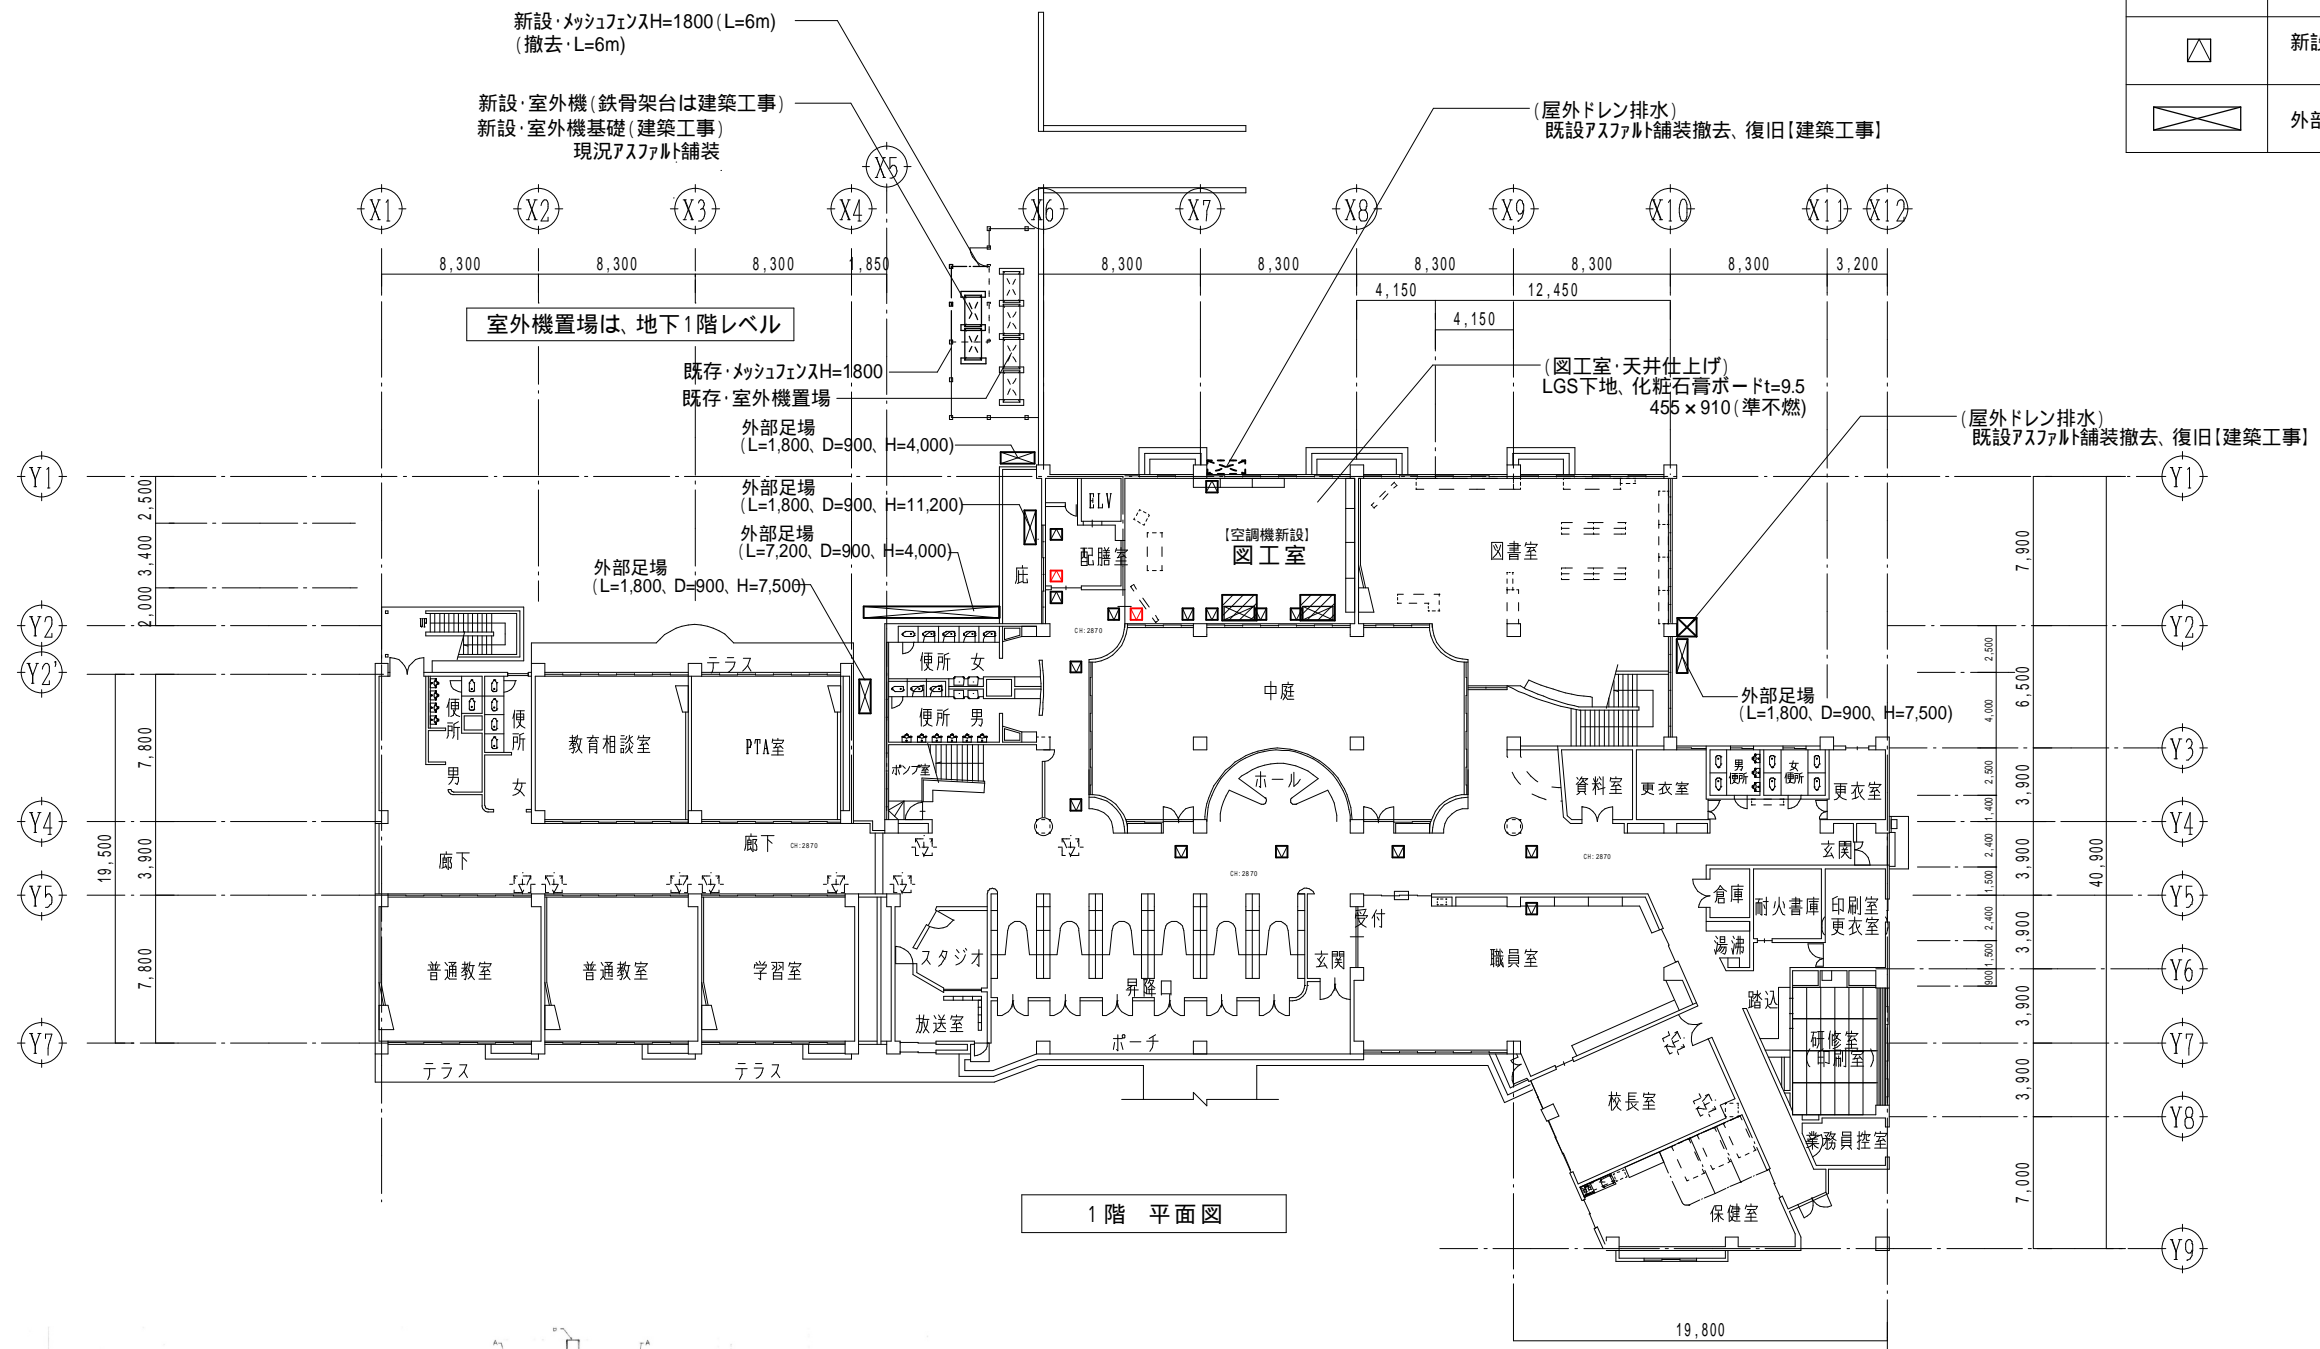 新設･メッシュフェンスH=1800(L=6m)
(撤去･L=6m)
新設･室外機(鉄骨架台は建築工事)
新設･室外機基礎(建築工事)
現況アスファルト舗装
(屋外ドレン排水)
既設アスファルト舗装撤去、復旧【建築工事】
新設
外部
X1
X2
X3
X4
X5
X6
X7
X8
X9
X10
X11
X12
8,300
8,300
8,300
1,850
8,300
8,300
8,300
8,300
8,300
3,200
4,150
12,450
4,150
室外機置場は、地下1階レベル
既存･メッシュフェンスH=1800
既存･室外機置場
(図工室･天井仕上げ)
LGS下地、化粧石膏ボードt=9.5
455×910(準不燃)
(屋外ドレン排水)
既設アスファルト舗装撤去、復旧【建築工事】
外部足場
(L=1,800、D=900、H=4,000)
外部足場
(L=1,800、D=900、H=11,200)
外部足場
(L=7,200、D=900、H=4,000)
外部足場
(L=1,800、D=900、H=7,500)
外部足場
(L=1,800、D=900、H=7,500)
Y1
Y2
Y2'
Y4
Y5
Y7
2,500
3,400
2,000
7,800
3,900
7,800
19,500
Y1
Y2
Y3
Y4
Y5
Y6
Y7
Y8
Y9
7,900
6,500
3,900
3,900
3,900
3,900
3,900
7,000
40,900
2,500
4,000
2,500
1,400
2,400
1,500
2,400
1,500
900
ELV
配膳室
庇
【空調機新設】
図工室
図書室
CH:2870
UP
テラス
便所 女
便所 男
ポンプ室
便所
男
便所
女
教育相談室
PTA室
中庭
ホール
資料室
更衣室
男
便所
女
便所
更衣室
玄関
廊下
廊下
CH:2870
CH:2870
CH:2870
倉庫
耐火書庫
印刷室
(更衣室)
湯沸
受付
普通教室
普通教室
学習室
スタジオ
放送室
昇降口
玄関
職員室
踏込
研修室
(印刷室)
ポーチ
テラス
テラス
校長室
業務員控室
保健室
1階 平面図
19,800